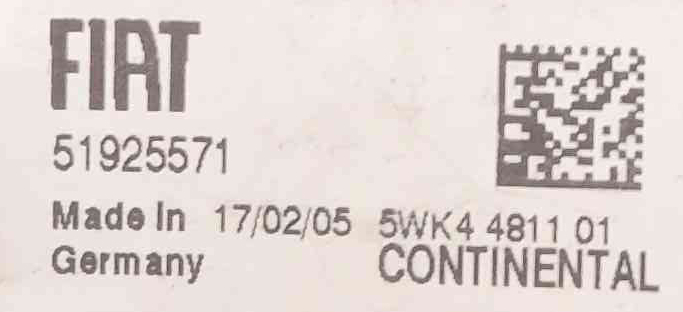 FIAT
51925571
Made In 17/02/05 5WK4 4811 01
Germany CONTINENTAL